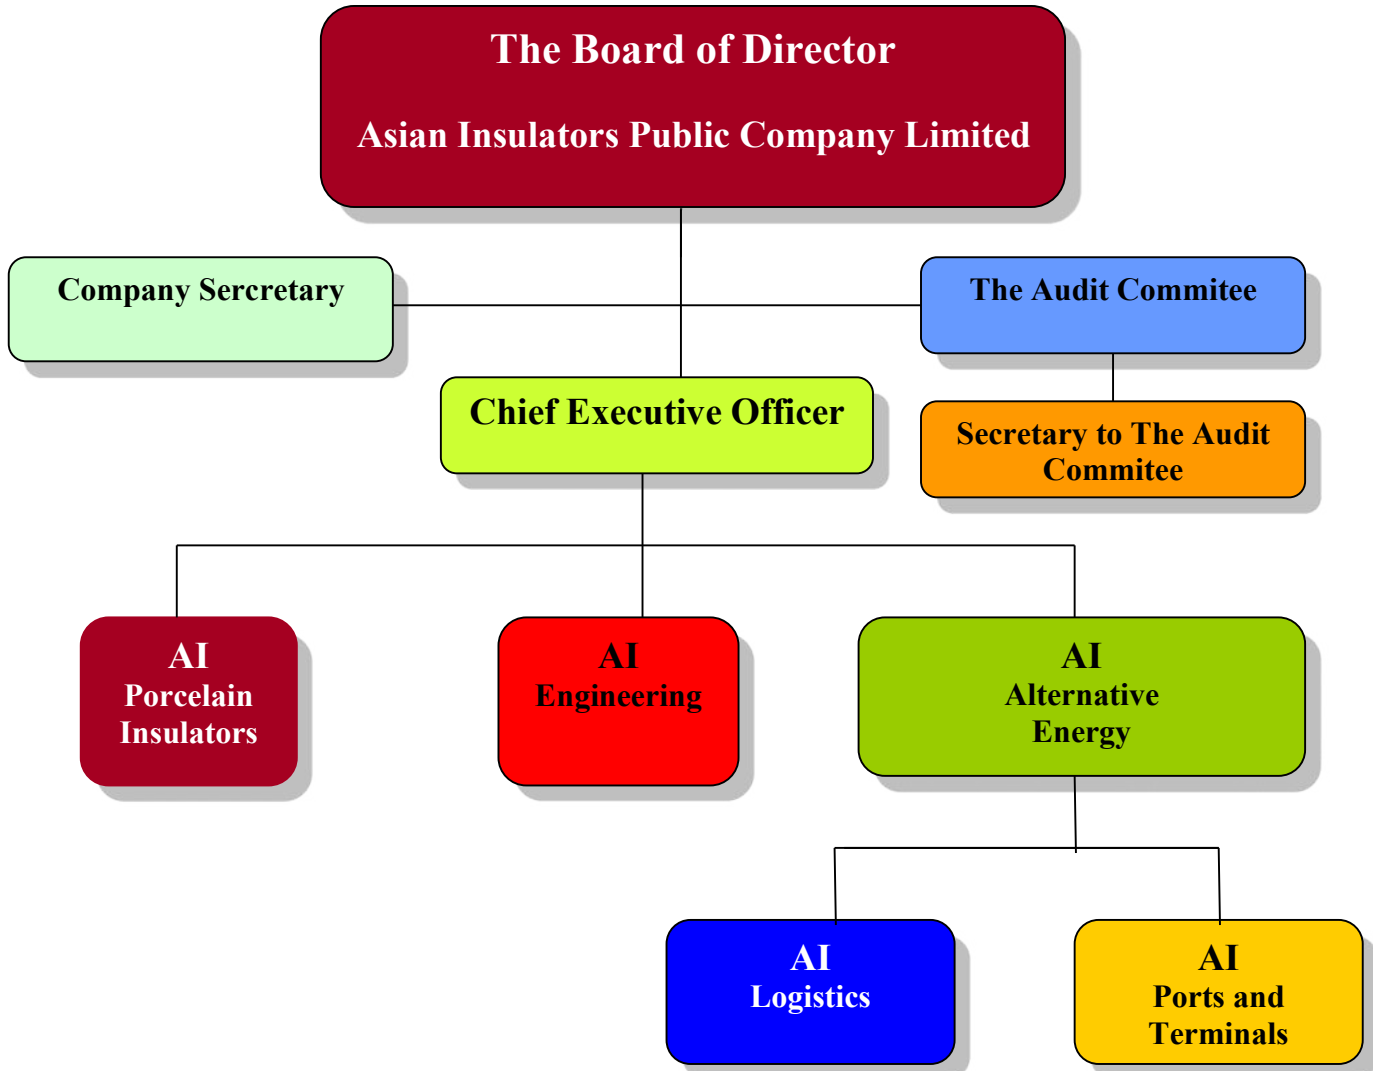 The Board of Director
Asian Insulators Public Company Limited
Company Sercretary
The Audit Commitee
Chief Executive Officer
Secretary to The Audit
Commitee
AI
Porcelain
Insulators
AI
Engineering
AI
Alternative
Energy
AI
Logistics
AI
Ports and
Terminals